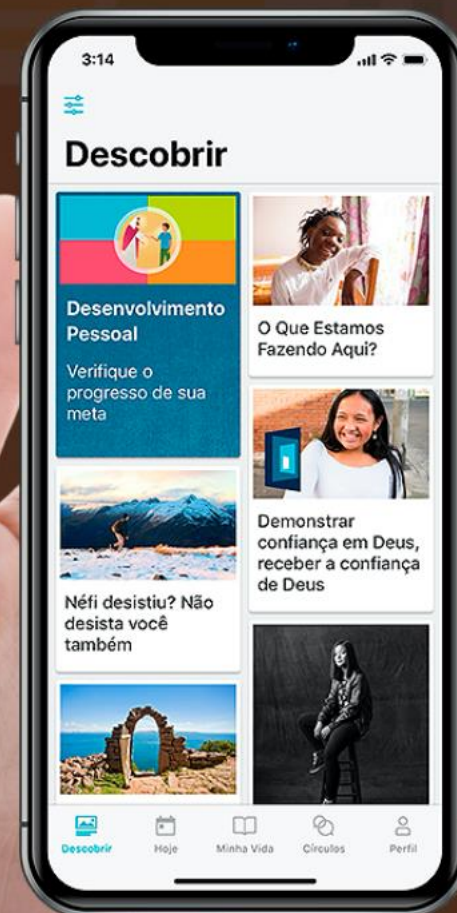 3:14
Descobrir
Desenvolvimento
Pessoal
Verifique o
progresso de sua
meta
O Que Estamos
Fazendo Aqui?
Demonstrar
confiança em Deus,
receber a confiança
de Deus
Néfi desistiu? Não
desista você
também
Descobrir
Hoje
Minha Vida
Círculos
Perfil